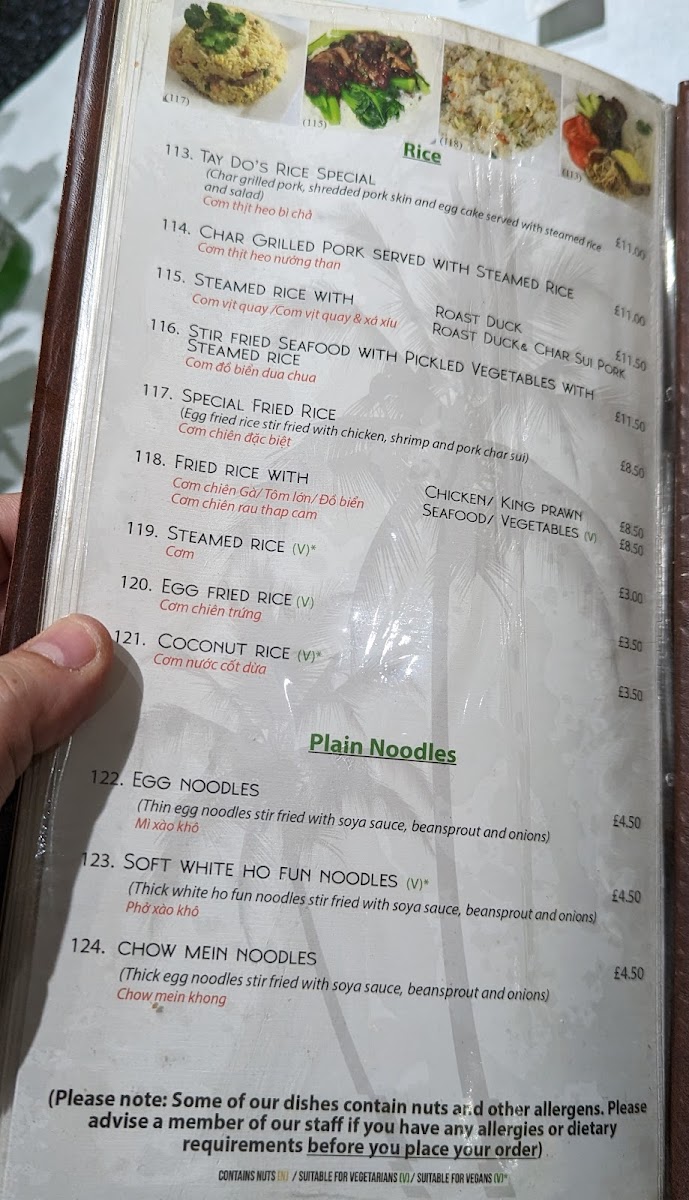 (117)
(115)
(118)
(113)
Rice
113. TAY DO'S RICE SPECIAL
(Char grilled pork, shredded pork skin and egg cake served with steamed rice
and salad) £11.00
Cơm thịt heo bì chả
114. CHAR GRILLED PORK SERVED WITH STEAMED RICE £11.00
Cơm thịt heo nướng than
115. STEAMED RICE WITH ROAST DUCK
Com vịt quay /Com vịt quay & xá xíu ROAST DUCK & CHAR SUI PORK £11.50
116. STIR FRIED SEAFOOD WITH PICKLED VEGETABLES WITH
STEAMED RICE £11.50
Com đồ biển dua chua
117. SPECIAL FRIED RICE
(Egg fried rice stir fried with chicken, shrimp and pork char sui) £8.50
Cơm chiên đặc biệt
118. FRIED RICE WITH
Cơm chiên Gà/ Tôm lớn/ Đồ biển CHICKEN/ KING PRAWN £8.50
Cơm chiên rau thap cam SEAFOOD/ VEGETABLES (V) £8.50
119. STEAMED RICE (V)* £3.00
Cơm
120. EGG FRIED RICE (V) £3.50
Cơm chiên trứng
121. COCONUT RICE (V)* £3.50
Cơm nước cốt dừa
Plain Noodles
122. EGG NOODLES
(Thin egg noodles stir fried with soya sauce, beansprout and onions) £4.50
Mì xào khô
123. SOFT WHITE HO FUN NOODLES (V)*
(Thick white ho fun noodles stir fried with soya sauce, beansprout and onions) £4.50
Phở xào khô
124. CHOW MEIN NOODLES £4.50
(Thick egg noodles stir fried with soya sauce, beansprout and onions)
Chow mein khong
(Please note: Some of our dishes contain nuts and other allergens. Please
advise a member of our staff if you have any allergies or dietary
requirements before you place your order)
CONTAINS NUTS (N) / SUITABLE FOR VEGETARIANS (V) / SUITABLE FOR VEGANS (V)*